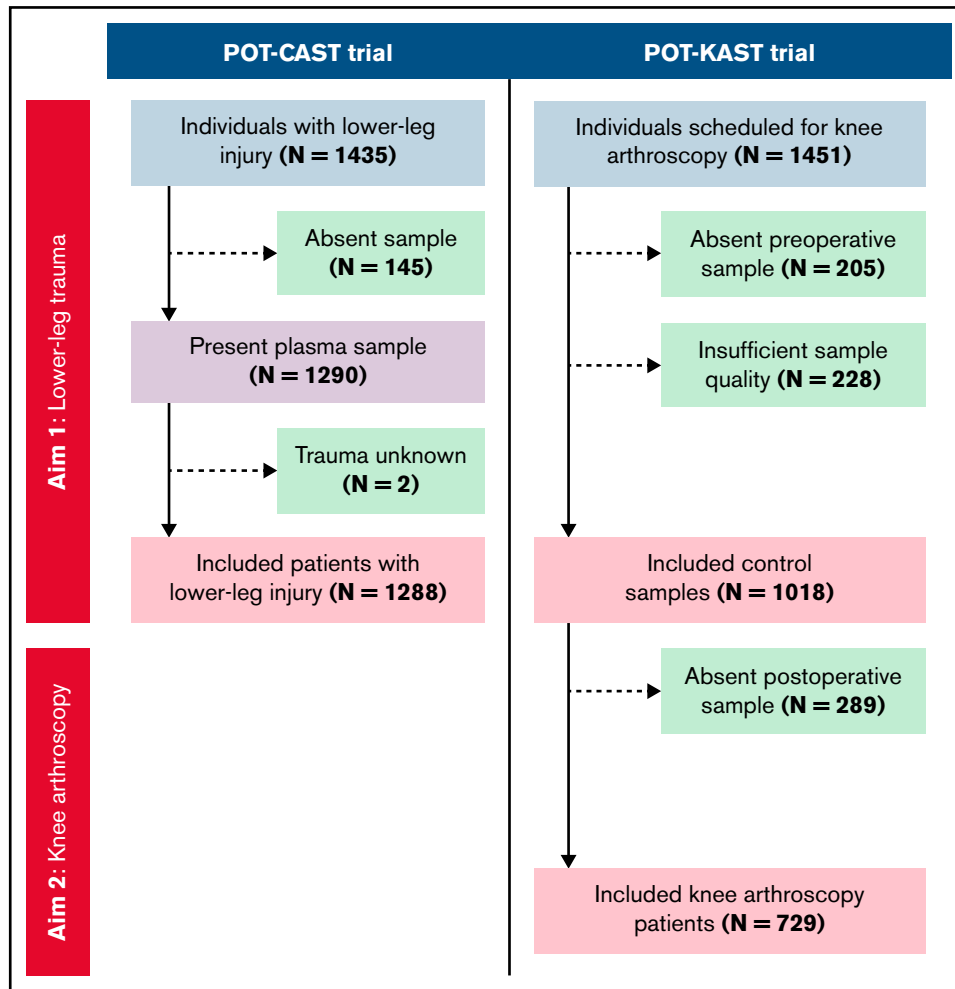 POT-CAST trial
POT-KAST trial
Aim 1: Lower-leg trauma
Individuals with lower-leg
injury (N = 1435)
Absent sample
(N = 145)
Present plasma sample
(N = 1290)
Trauma unknown
(N = 2)
Included patients with
lower-leg injury (N = 1288)
Individuals scheduled for knee
arthroscopy (N = 1451)
Absent preoperative
sample (N = 205)
Insufficient sample
quality (N = 228)
Included control
samples (N = 1018)
Aim 2: Knee arthroscopy
Absent postoperative
sample (N = 289)
Included knee arthroscopy
patients (N = 729)